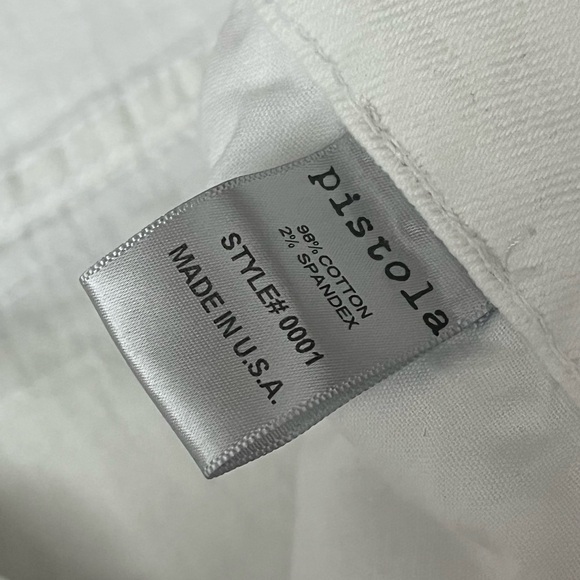 pistola
98% COTTON
2% SPANDEX
STYLE# 0001
MADE IN U.S.A.